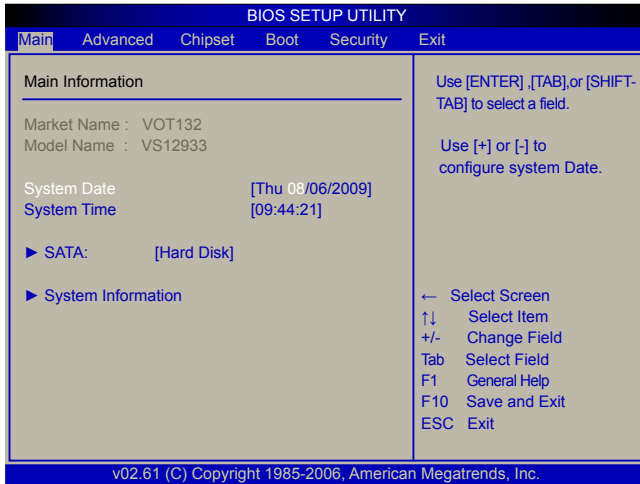 BIOS SETUP UTILITY
Main Advanced Chipset Boot Security Exit
Main Information
Market Name : VOT132
Model Name : VS12933
System Date [Thu 08/06/2009]
System Time [09:44:21]
► SATA: [Hard Disk]
► System Information
Use [ENTER] ,[TAB],or [SHIFT-
TAB] to select a field.
Use [+] or [-] to
configure system Date.
← Select Screen
↑↓ Select Item
+/- Change Field
Tab Select Field
F1 General Help
F10 Save and Exit
ESC Exit
v02.61 (C) Copyright 1985-2006, American Megatrends, Inc.